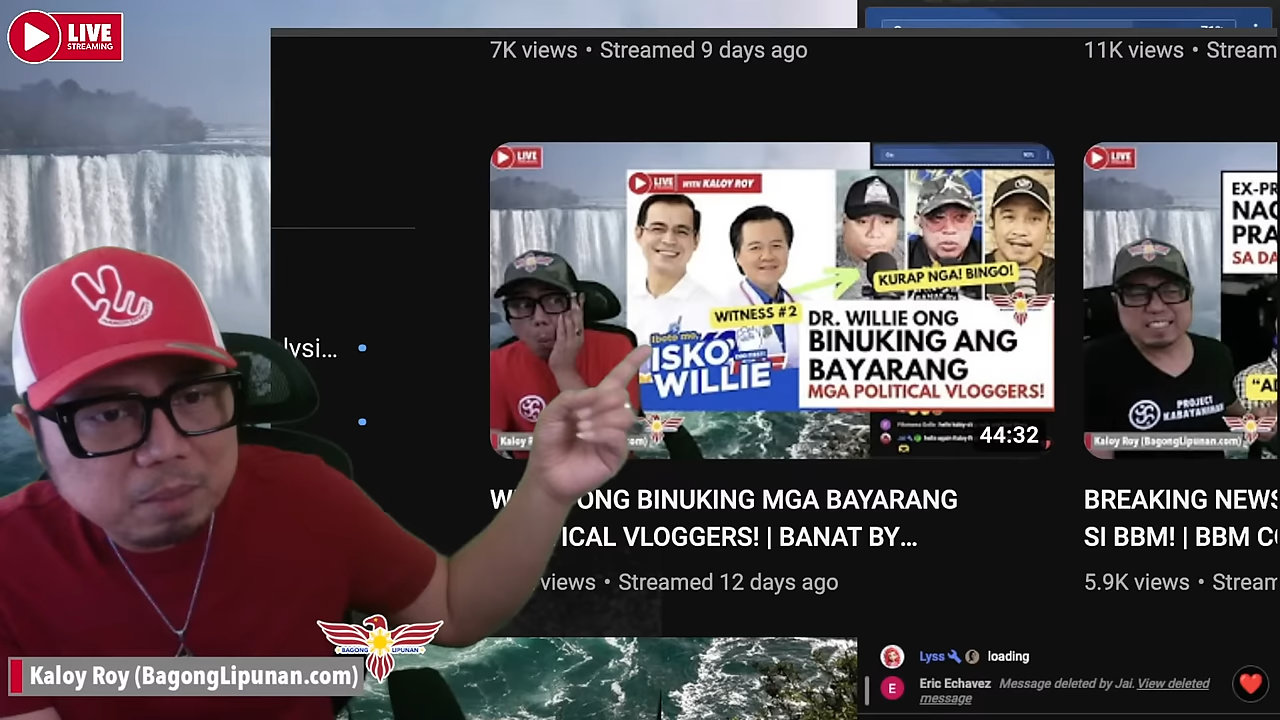 LIVE
STREAMING
7K views • Streamed 9 days ago
11K views • Stream
LIVE
LIVE WITH KALOY ROY
KURAP NGA! BINGO!
WITNESS #2
DR. WILLIE ONG
BINUKING ANG
BAYARANG
MGA POLITICAL VLOGGERS!
Iboto mo,
ISKO,
WILLIE
44:32
LIVE
EX-PR
NAG
PRA
SA DA
PROJECT
KABAYANIHAN
Kaloy Roy (BagongLipunan.com)
lysi...
ONG BINUKING MGA BAYARANG
ICAL VLOGGERS! | BANAT BY...
views • Streamed 12 days ago
BREAKING NEWS
SI BBM! | BBM CO
5.9K views • Stream
BAGONG LIPUNAN
Kaloy Roy (BagongLipunan.com)
Lyss loading
E Eric Echavez Message deleted by Jai. View deleted
message